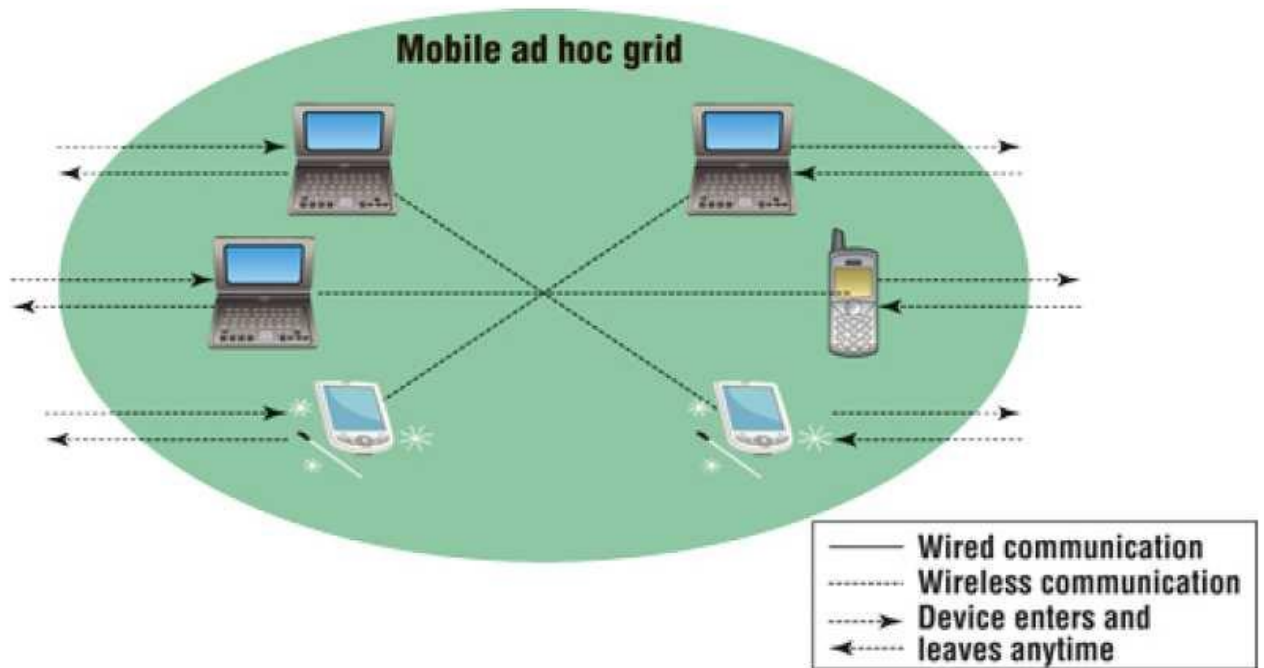 Mobile ad hoc grid
Wired communication
Wireless communication
Device enters and
leaves anytime